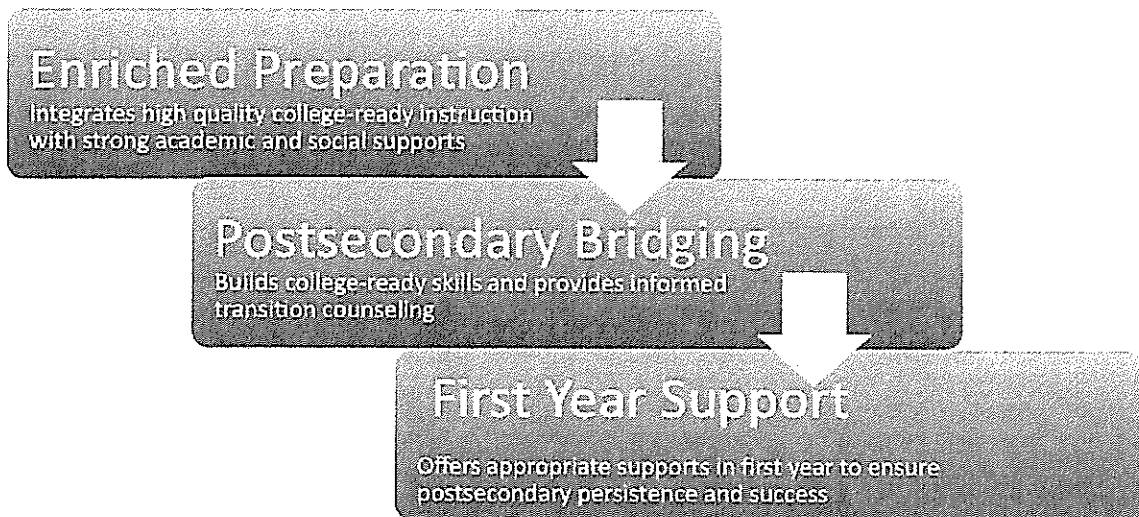 Enriched Preparation
Integrates high quality college-ready instruction
with strong academic and social supports
Postsecondary Bridging
Builds college-ready skills and provides informed
transition counseling
First Year Support
Offers appropriate supports in first year to ensure
postsecondary persistence and success